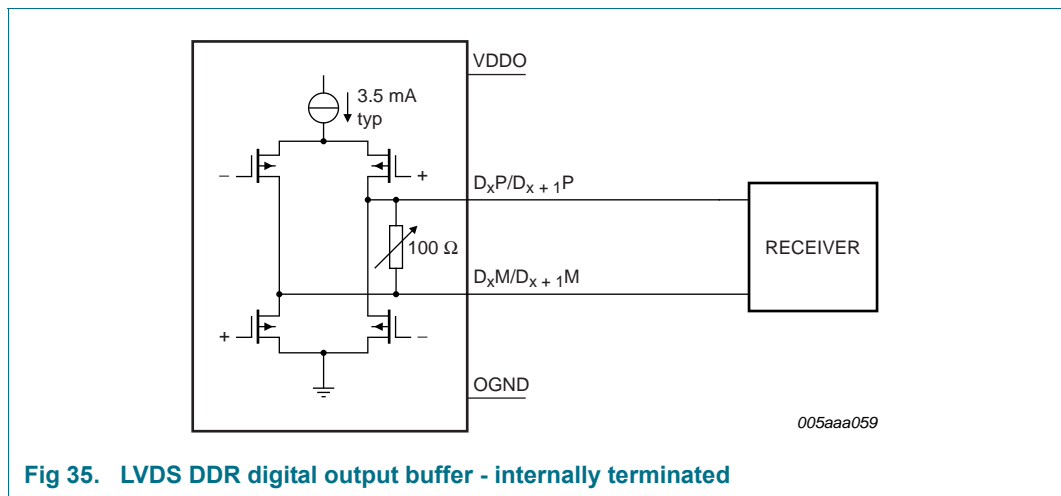 VDDO
3.5 mA
typ
− +
DxP/Dx + 1P
100 Ω
RECEIVER
DxM/Dx + 1M
+ −
OGND
005aaa059
Fig 35. LVDS DDR digital output buffer - internally terminated